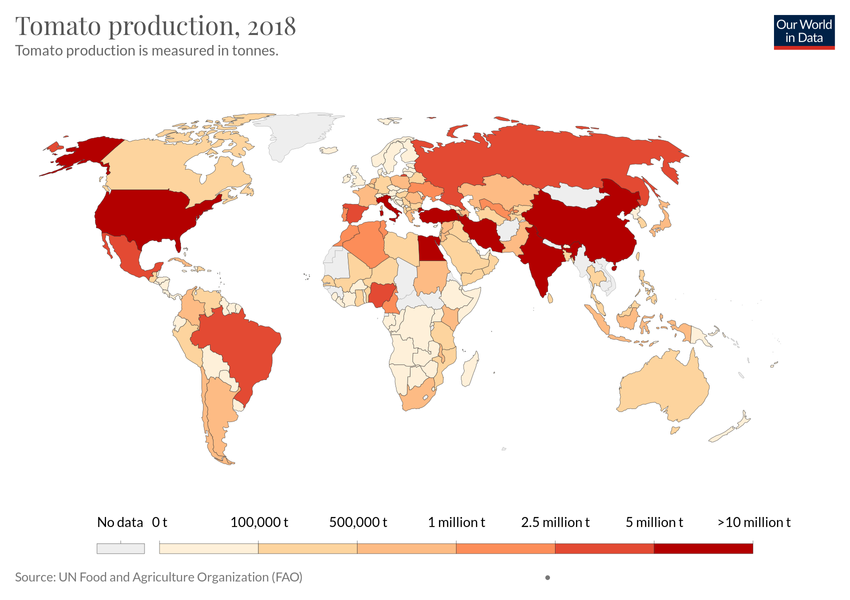 Tomato production, 2018
Our World
in Data
Tomato production is measured in tonnes.
No data 0 t 100,000 t 500,000 t 1 million t 2.5 million t 5 million t >10 million t
Source: UN Food and Agriculture Organization (FAO)